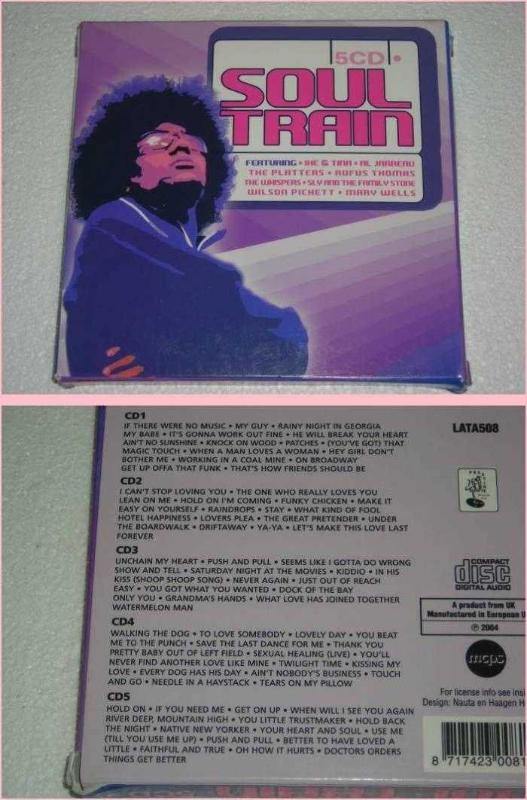 5CD
SOUL
TRAIN
FEATURING • IKE & TINA • AL JARREAU
THE PLATTERS • RUFUS THOMAS
THE WHISPERS • SLY AND THE FAMILY STONE
WILSON PICKETT • MARY WELLS
CD1
IF THERE WERE NO MUSIC • MY GUY • RAINY NIGHT IN GEORGIA
MY BABE • IT'S GONNA WORK OUT FINE • HE WILL BREAK YOUR HEART
AIN'T NO SUNSHINE • KNOCK ON WOOD • PATCHES • (YOU'VE GOT) THAT
MAGIC TOUCH • WHEN A MAN LOVES A WOMAN • HEY GIRL DON'T
BOTHER ME • WORKING IN A COAL MINE • ON BROADWAY
GET UP OFFA THAT FUNK • THAT'S HOW FRIENDS SHOULD BE
CD2
I CAN'T STOP LOVING YOU • THE ONE WHO REALLY LOVES YOU
LEAN ON ME • HOLD ON I'M COMING • FUNKY CHICKEN • MAKE IT
EASY ON YOURSELF • RAINDROPS • STAY • WHAT KIND OF FOOL
HOTEL HAPPINESS • LOVERS PLEA • THE GREAT PRETENDER • UNDER
THE BOARDWALK • DRIFTAWAY • YA-YA • LET'S MAKE THIS LOVE LAST
FOREVER
CD3
UNCHAIN MY HEART • PUSH AND PULL • SEEMS LIKE I GOTTA DO WRONG
SHOW AND TELL • SATURDAY NIGHT AT THE MOVIES • KIDDIO • IN HIS
KISS (SHOOP SHOOP SONG) • NEVER AGAIN • JUST OUT OF REACH
EASY • YOU GOT WHAT YOU WANTED • DOCK OF THE BAY
ONLY YOU • GRANDMA'S HANDS • WHAT LOVE HAS JOINED TOGETHER
WATERMELON MAN
CD4
WALKING THE DOG • TO LOVE SOMEBODY • LOVELY DAY • YOU BEAT
ME TO THE PUNCH • SAVE THE LAST DANCE FOR ME • THANK YOU
PRETTY BABY OUT OF LEFT FIELD • SEXUAL HEALING (LIVE) • YOU'LL
NEVER FIND ANOTHER LOVE LIKE MINE • TWILIGHT TIME • KISSING MY
LOVE • EVERY DOG HAS HIS DAY • AIN'T NOBODY'S BUSINESS • TOUCH
AND GO • NEEDLE IN A HAYSTACK • TEARS ON MY PILLOW
CD5
HOLD ON • IF YOU NEED ME • GET ON UP • WHEN WILL I SEE YOU AGAIN
RIVER DEEP, MOUNTAIN HIGH • YOU LITTLE TRUSTMAKER • HOLD BACK
THE NIGHT • NATIVE NEW YORKER • YOUR HEART AND SOUL • USE ME
(TILL YOU USE ME UP) • PUSH AND PULL • BETTER TO HAVE LOVED A
LITTLE • FAITHFUL AND TRUE • OH HOW IT HURTS • DOCTORS ORDERS
THINGS GET BETTER
LATA508
COMPACT
disc
DIGITAL AUDIO
A product from UK
Manufactured in European U
℗ 2004
mcps
For license info see insi
Design: Nauta en Haagen H
8 717423 0081